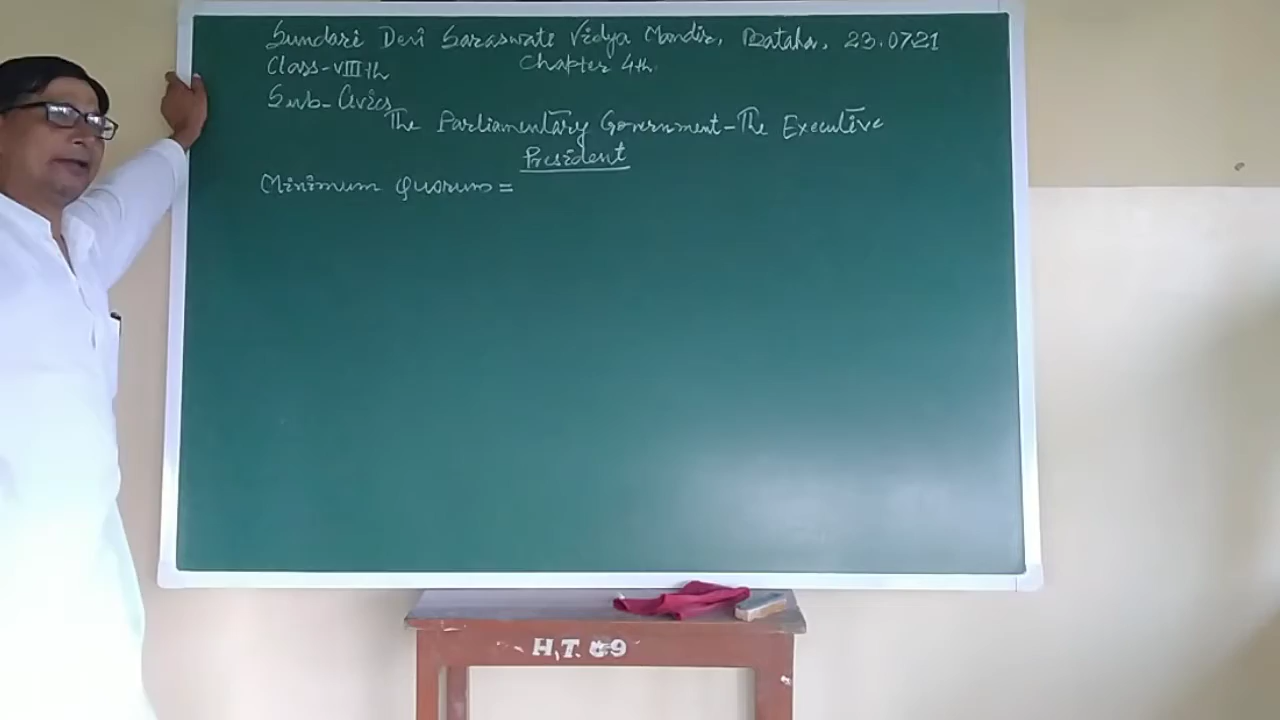 Sundari Devi Saraswati Vidya Mandir, Bataha, 23.07.21
Class-VIIIth
Chapter 4th.
Sub-Civics
The Parliamentary Government-The Executive
President
Minimum Quorum =
H.T. 69